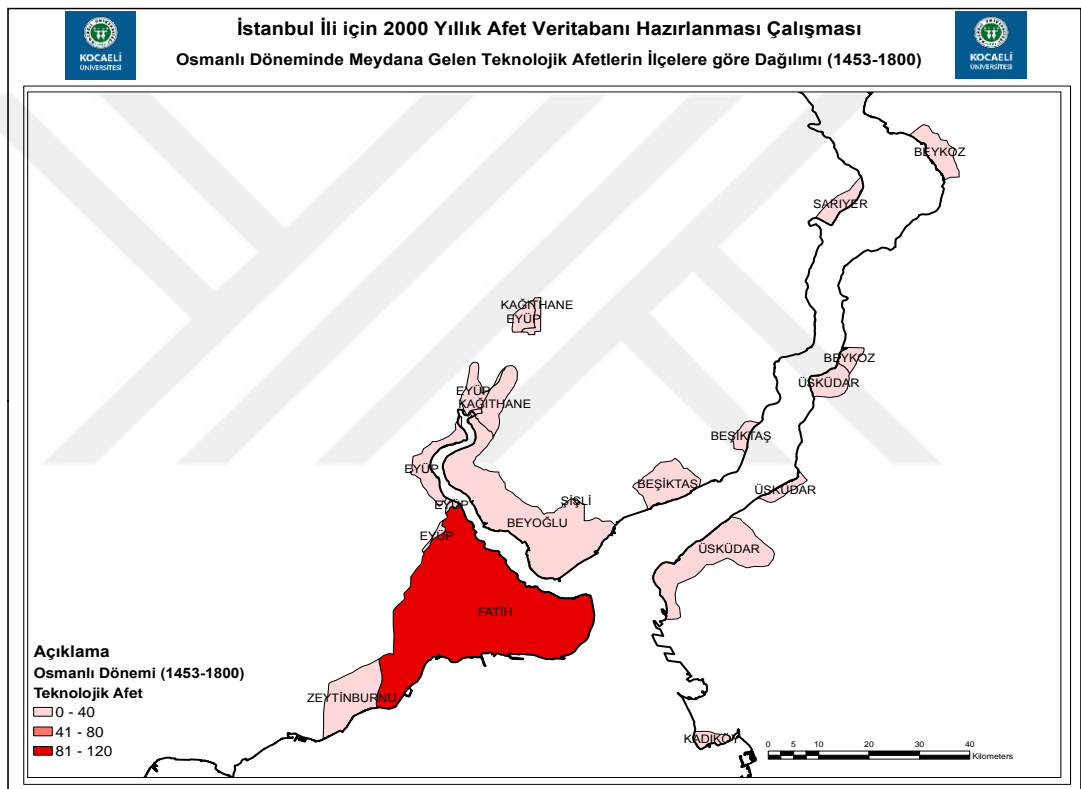 İstanbul İli için 2000 Yıllık Afet Veritabanı Hazırlanması Çalışması
Osmanlı Döneminde Meydana Gelen Teknolojik Afetlerin İlçelere göre Dağılımı (1453-1800)
KOCAELİ
ÜNİVERSİTESİ
KOCAELİ
ÜNİVERSİTESİ
BEYKOZ
SARIYER
KAĞITHANE
EYÜP
BEYKOZ
ÜSKÜDAR
EYÜP
KAĞITHANE
BEŞİKTAŞ
EYÜP
BEŞİKTAŞ
ÜSKÜDAR
ŞİŞLİ
EYÜP
BEYOĞLU
EYÜP
ÜSKÜDAR
FATİH
ZEYTİNBURNU
KADIKÖY
Açıklama
Osmanlı Dönemi (1453-1800)
Teknolojik Afet
0 - 40
41 - 80
81 - 120
0 5 10 20 30 40
Kilometers